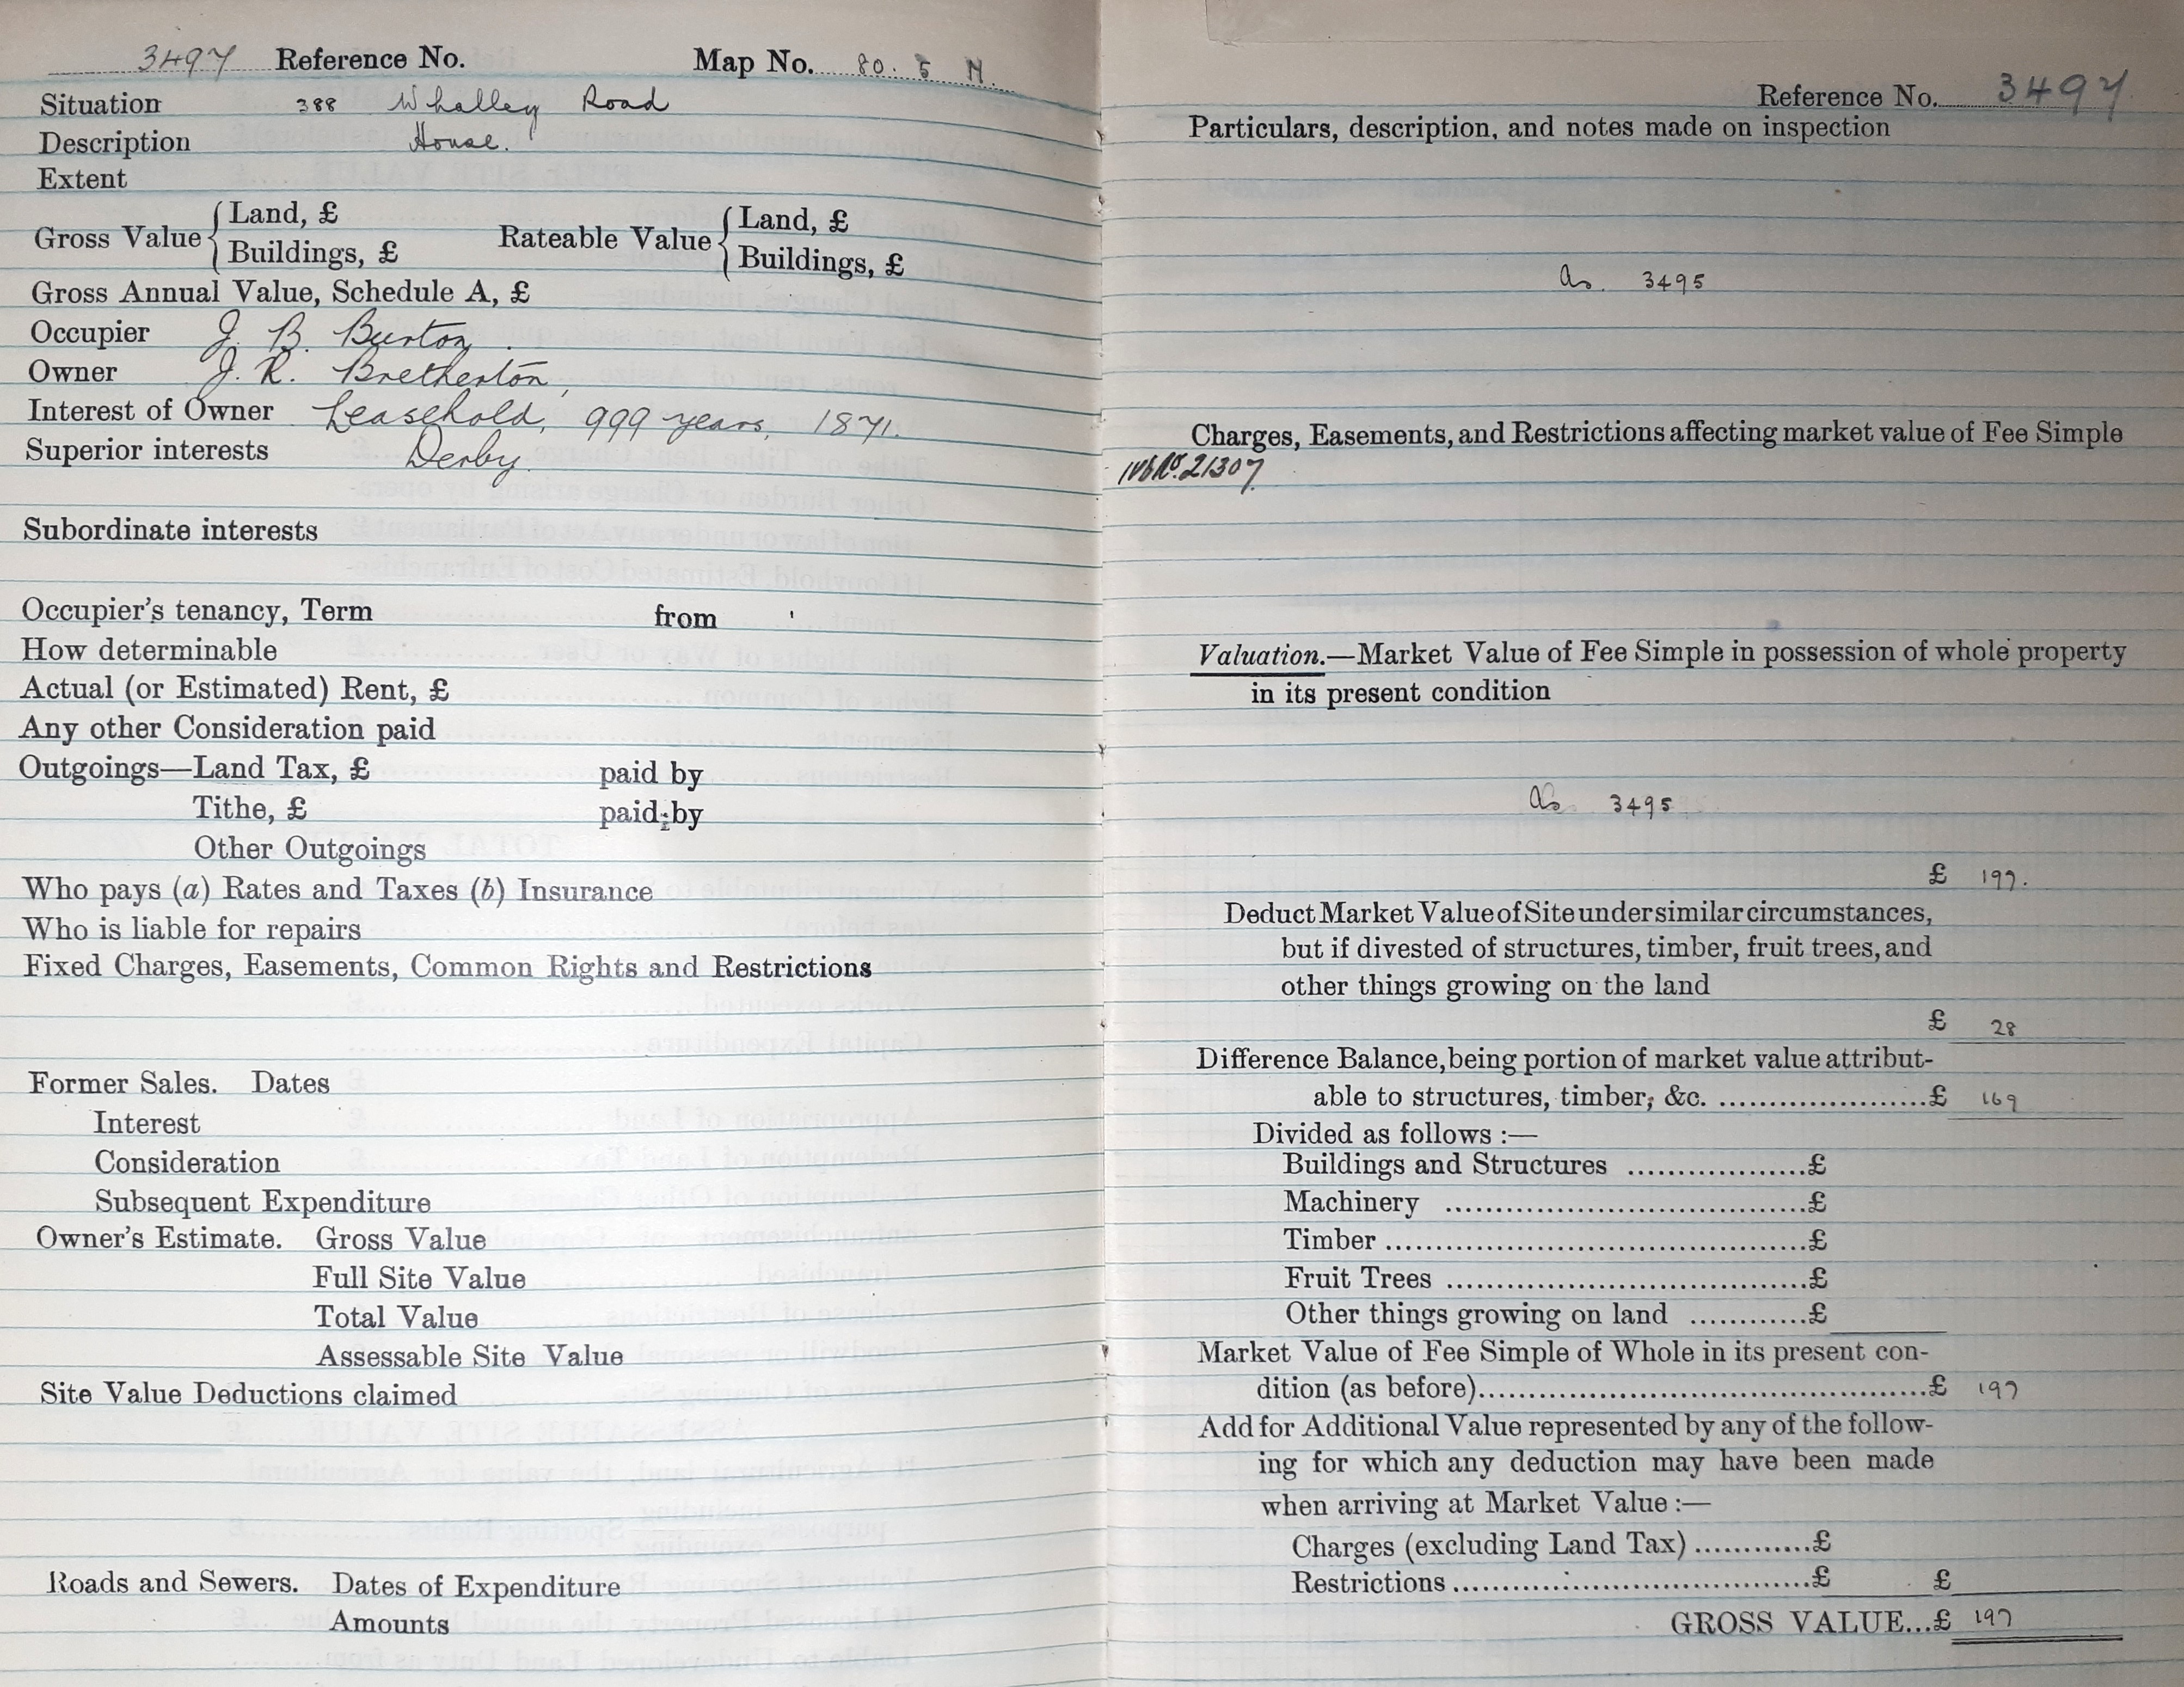 3497 Reference No. Map No. 80. 5 N.
Situation 388 Whalley Road
Description House.
Extent
Gross Value { Land, £ Rateable Value { Land, £
Buildings, £ Buildings, £
Gross Annual Value, Schedule A, £
Occupier J. B. Burton.
Owner J. R. Bretherton,
Interest of Owner Leasehold, 999 years, 1871.
Superior interests Derby.
Subordinate interests
Occupier's tenancy, Term from
How determinable
Actual (or Estimated) Rent, £
Any other Consideration paid
Outgoings—Land Tax, £ paid by
Tithe, £ paid by
Other Outgoings
Who pays (a) Rates and Taxes (b) Insurance
Who is liable for repairs
Fixed Charges, Easements, Common Rights and Restrictions
Former Sales. Dates
Interest
Consideration
Subsequent Expenditure
Owner's Estimate. Gross Value
Full Site Value
Total Value
Assessable Site Value
Site Value Deductions claimed
Roads and Sewers. Dates of Expenditure
Amounts
Reference No. 3497
Particulars, description, and notes made on inspection
As. 3495
Charges, Easements, and Restrictions affecting market value of Fee Simple
No. 21307
Valuation.—Market Value of Fee Simple in possession of whole property
in its present condition
As. 3495
£ 197.
Deduct Market Value of Site under similar circumstances,
but if divested of structures, timber, fruit trees, and
other things growing on the land
£ 28
Difference Balance, being portion of market value attribut-
able to structures, timber, &c. ........................£ 169
Divided as follows :—
Buildings and Structures ...................£
Machinery .......................................£
Timber .............................................£
Fruit Trees ......................................£
Other things growing on land ............£
Market Value of Fee Simple of Whole in its present con-
dition (as before)................................................£ 197
Add for Additional Value represented by any of the follow-
ing for which any deduction may have been made
when arriving at Market Value :—
Charges (excluding Land Tax) ............£
Restrictions .....................................£ £
GROSS VALUE...£ 197